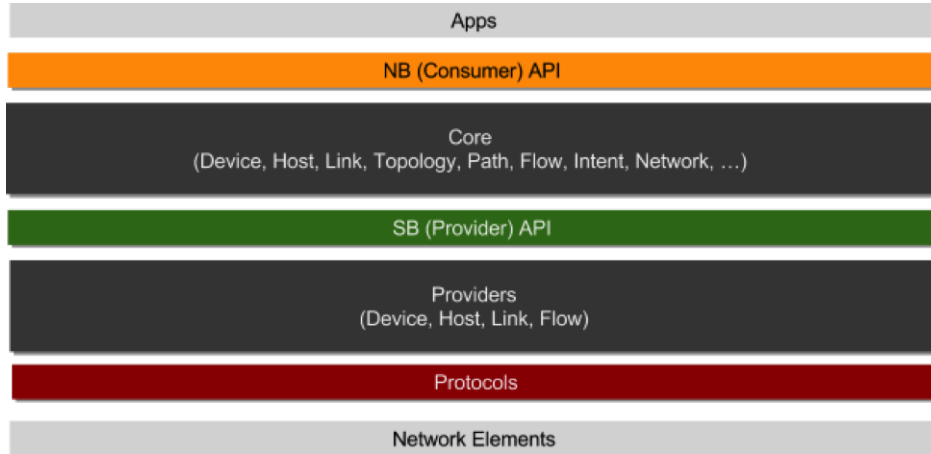 Apps
NB (Consumer) API
Core
(Device, Host, Link, Topology, Path, Flow, Intent, Network, …)
SB (Provider) API
Providers
(Device, Host, Link, Flow)
Protocols
Network Elements